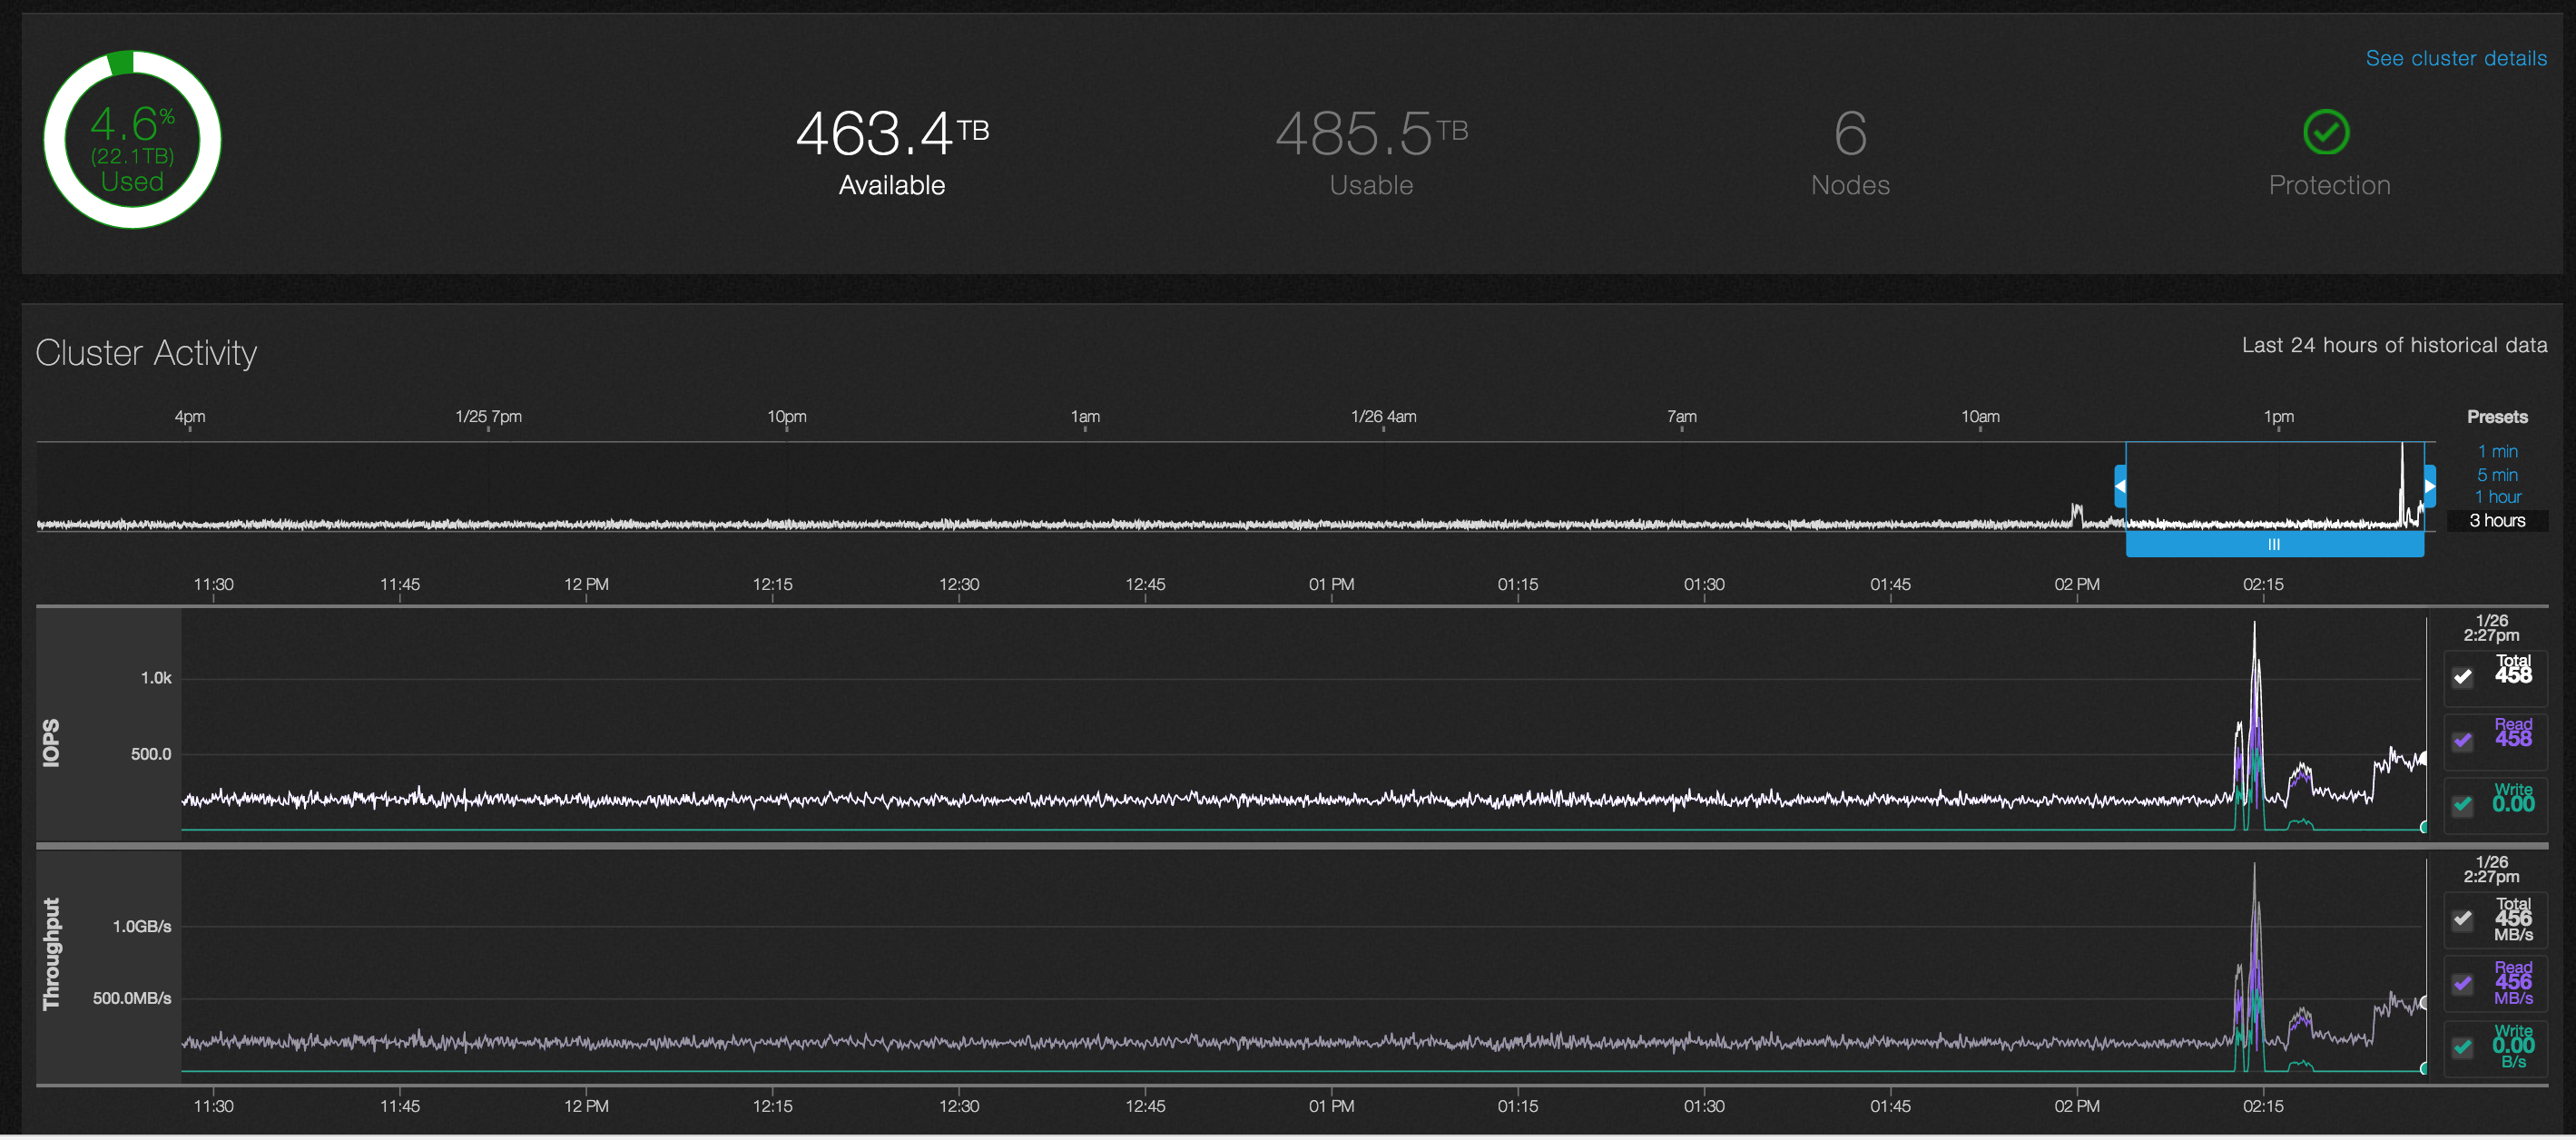 See cluster details
4.6%
(22.1TB)
Used
463.4TB
Available
485.5TB
Usable
6
Nodes
Protection
Cluster Activity
Last 24 hours of historical data
4pm 1/25 7pm 10pm 1am 1/26 4am 7am 10am 1pm
Presets
1 min
5 min
1 hour
3 hours
11:30 11:45 12 PM 12:15 12:30 12:45 01 PM 01:15 01:30 01:45 02 PM 02:15
IOPS
1.0k
500.0
1/26
2:27pm
Total
458
Read
458
Write
0.00
Throughput
1.0GB/s
500.0MB/s
1/26
2:27pm
Total
456
MB/s
Read
456
MB/s
Write
0.00
B/s
11:30 11:45 12 PM 12:15 12:30 12:45 01 PM 01:15 01:30 01:45 02 PM 02:15